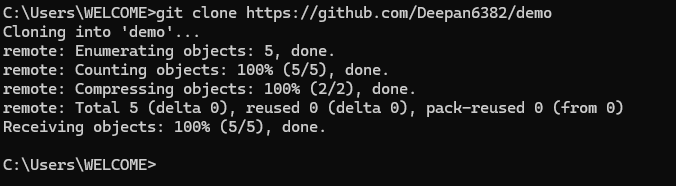 C:\Users\WELCOME>git clone https://github.com/Deepan6382/demo
Cloning into 'demo'...
remote: Enumerating objects: 5, done.
remote: Counting objects: 100% (5/5), done.
remote: Compressing objects: 100% (2/2), done.
remote: Total 5 (delta 0), reused 0 (delta 0), pack-reused 0 (from 0)
Receiving objects: 100% (5/5), done.
C:\Users\WELCOME>